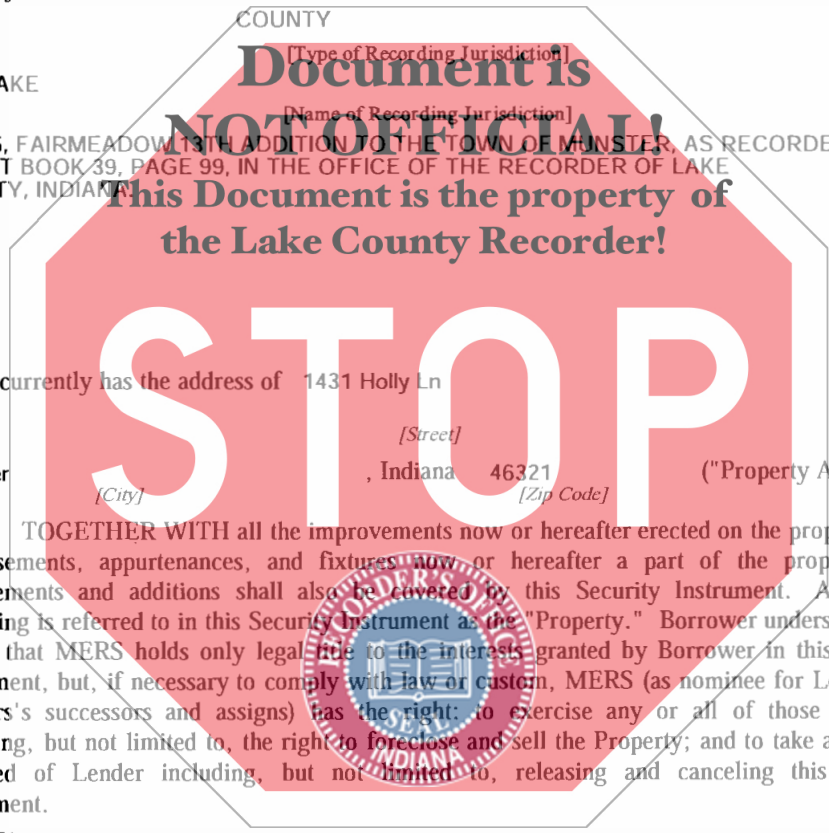 COUNTY
[Type of Recording Jurisdiction]
Document is
AKE
[Name of Recording Jurisdiction]
NOT OFFICIAL!
, FAIRMEADOW 13TH ADDITION TO THE TOWN OF MUNSTER, AS RECORDE
T BOOK 39, PAGE 99, IN THE OFFICE OF THE RECORDER OF LAKE
TY, INDIANA.
This Document is the property of
the Lake County Recorder!
STOP
currently has the address of 1431 Holly Ln
[Street]
er , Indiana 46321 ("Property A
[City] [Zip Code]
TOGETHER WITH all the improvements now or hereafter erected on the prop
sements, appurtenances, and fixtures now or hereafter a part of the prop
ements and additions shall also be covered by this Security Instrument. A
ing is referred to in this Security Instrument as the "Property." Borrower unders
that MERS holds only legal title to the interests granted by Borrower in this
ment, but, if necessary to comply with law or custom, MERS (as nominee for L
r's successors and assigns) has the right: to exercise any or all of those
ng, but not limited to, the right to foreclose and sell the Property; and to take a
ed of Lender including, but not limited to, releasing and canceling this
ment.
RECORDER'S OFFICE
SEAL
INDIANA